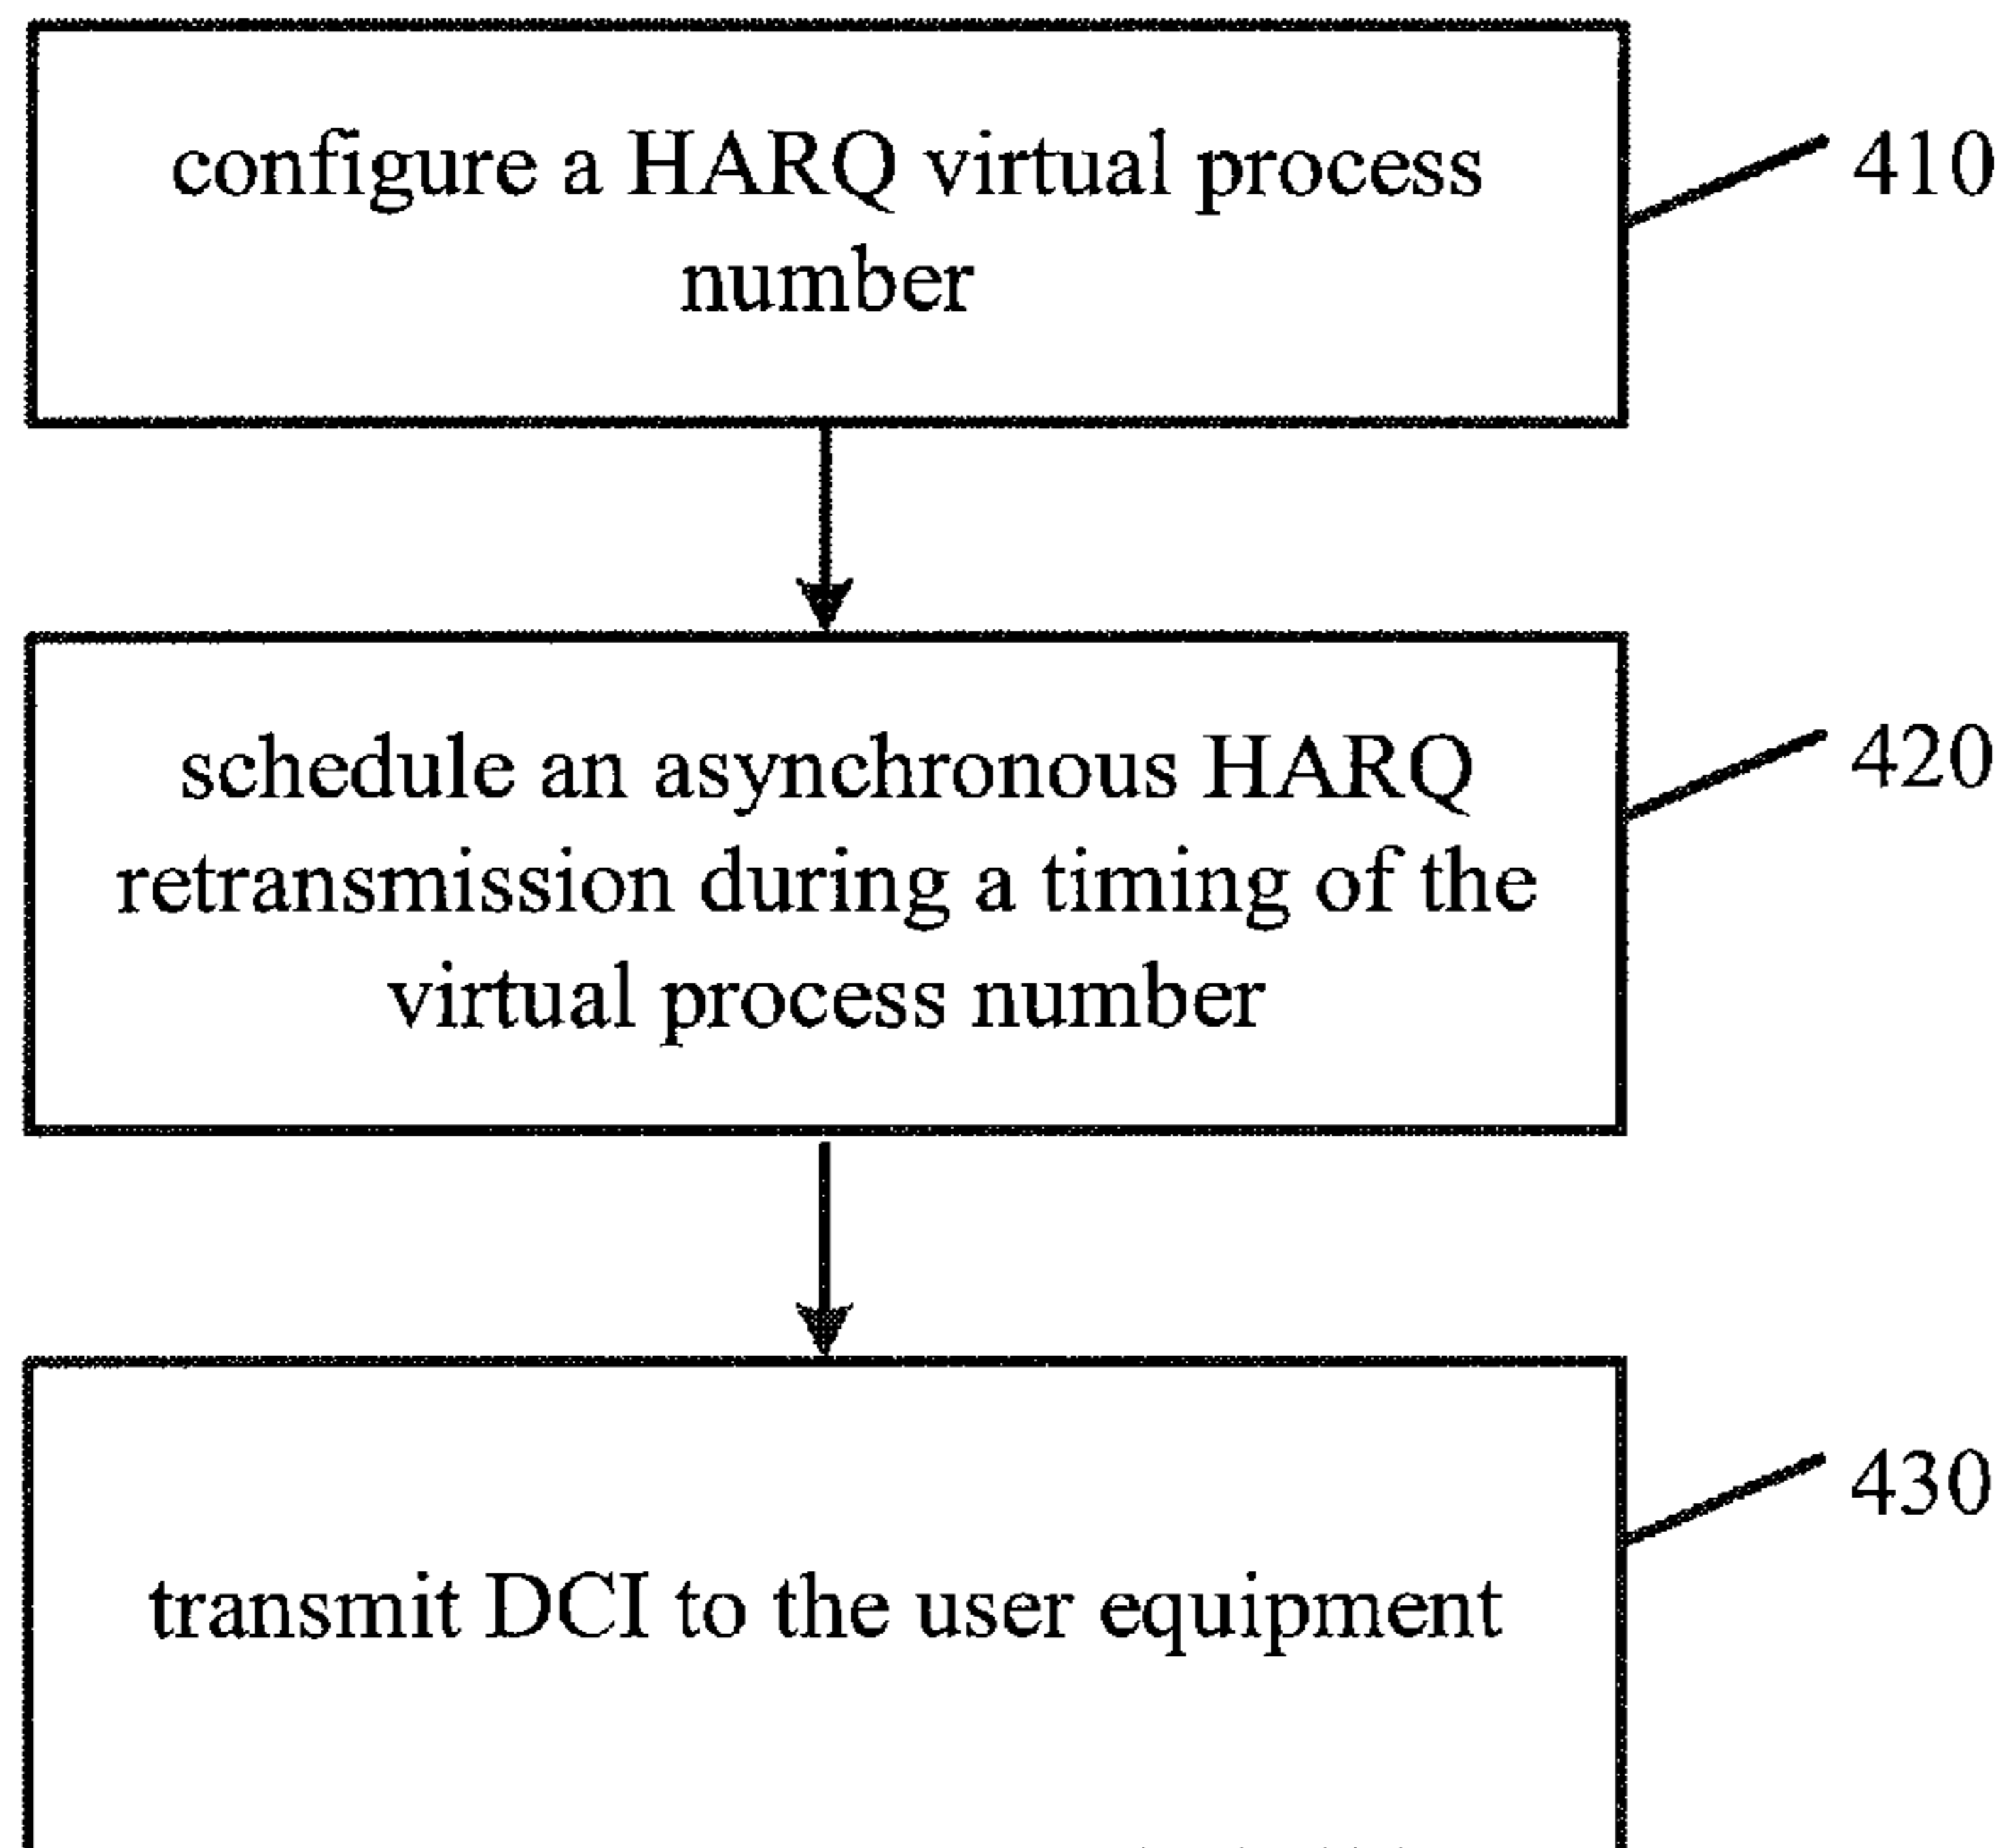 configure a HARQ virtual process
number
410
schedule an asynchronous HARQ
retransmission during a timing of the
virtual process number
420
transmit DCI to the user equipment
430